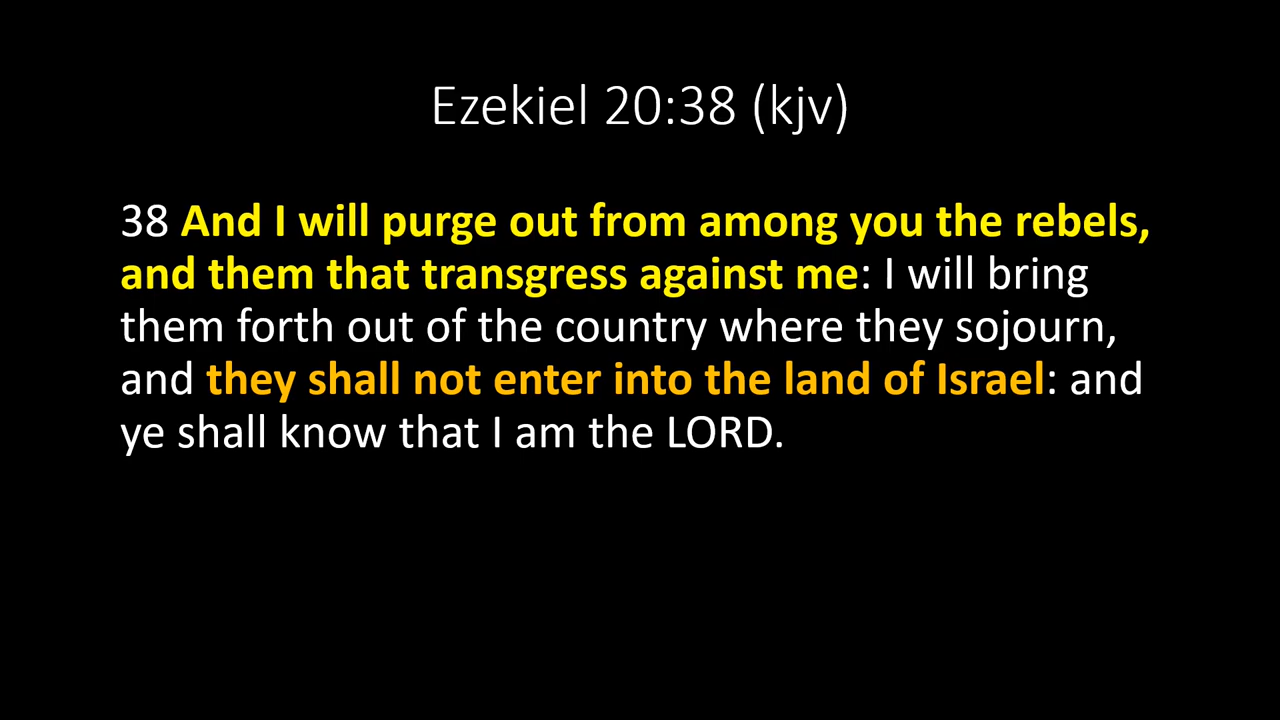 Ezekiel 20:38 (kjv)
38 And I will purge out from among you the rebels,
and them that transgress against me: I will bring
them forth out of the country where they sojourn,
and they shall not enter into the land of Israel: and
ye shall know that I am the LORD.